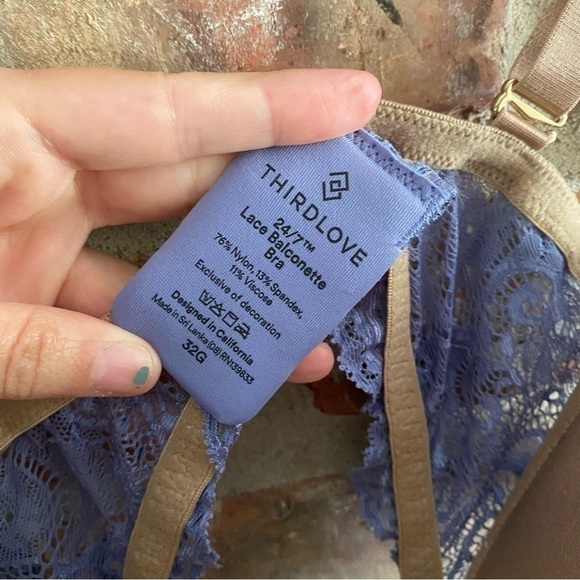 THIRDLOVE
24/7™
Lace Balconette
Bra
76% Nylon, 13% Spandex,
11% Viscose
Exclusive of decoration
Designed in California
Made in Sri Lanka (08) RN139833
32G